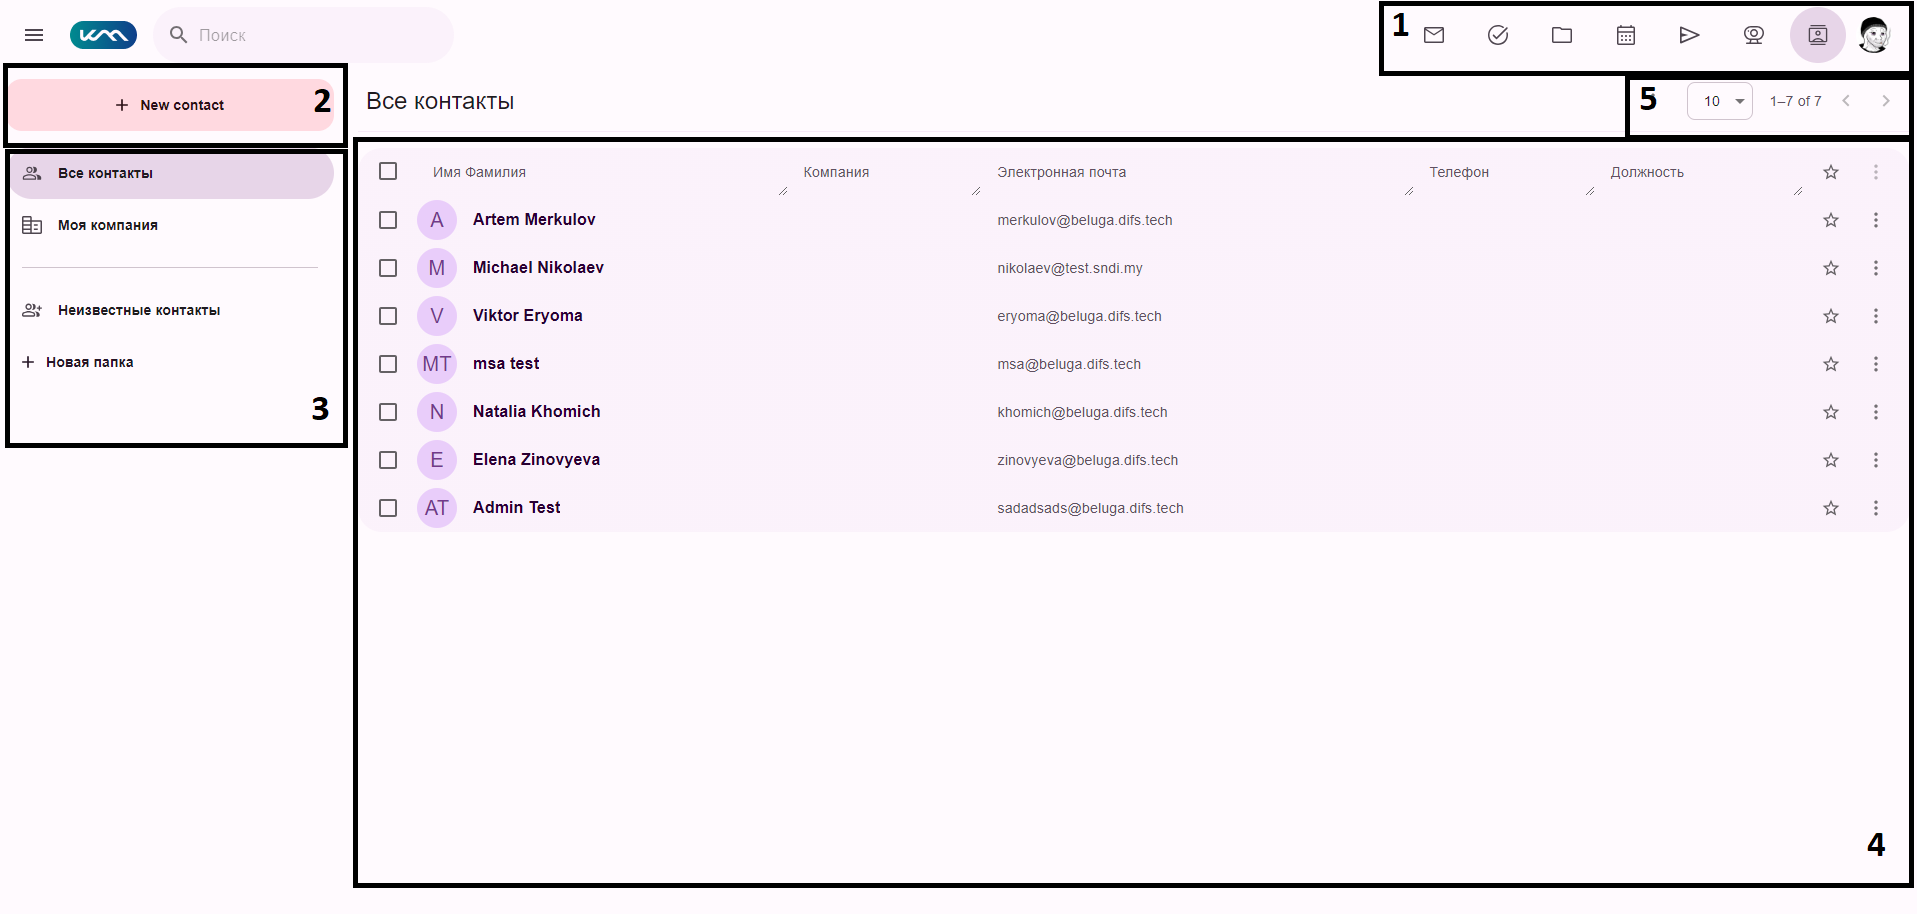 Поиск
1
New contact
2
Все контакты
5
10
1–7 of 7
Все контакты
Моя компания
Неизвестные контакты
Новая папка
3
Имя Фамилия Компания Электронная почта Телефон Должность
A Artem Merkulov merkulov@beluga.difs.tech
M Michael Nikolaev nikolaev@test.sndi.my
V Viktor Eryoma eryoma@beluga.difs.tech
MT msa test msa@beluga.difs.tech
N Natalia Khomich khomich@beluga.difs.tech
E Elena Zinovyeva zinovyeva@beluga.difs.tech
AT Admin Test sadadsads@beluga.difs.tech
4